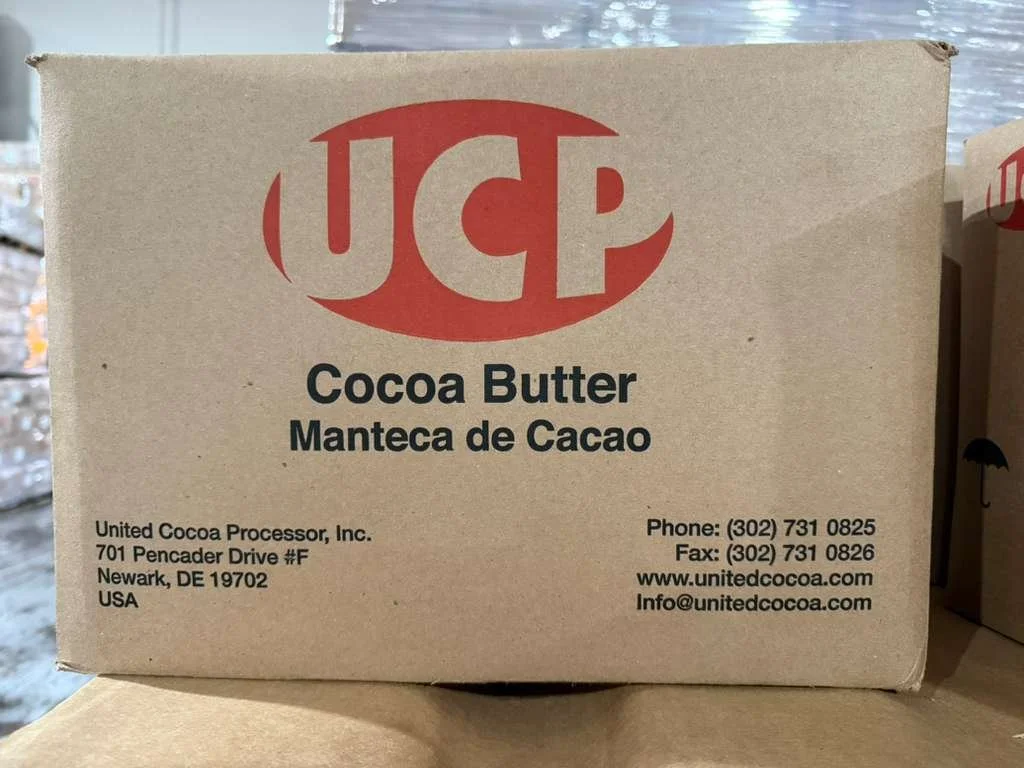 UCP
Cocoa Butter
Manteca de Cacao
United Cocoa Processor, Inc.
701 Pencader Drive #F
Newark, DE 19702
USA
Phone: (302) 731 0825
Fax: (302) 731 0826
www.unitedcocoa.com
Info@unitedcocoa.com